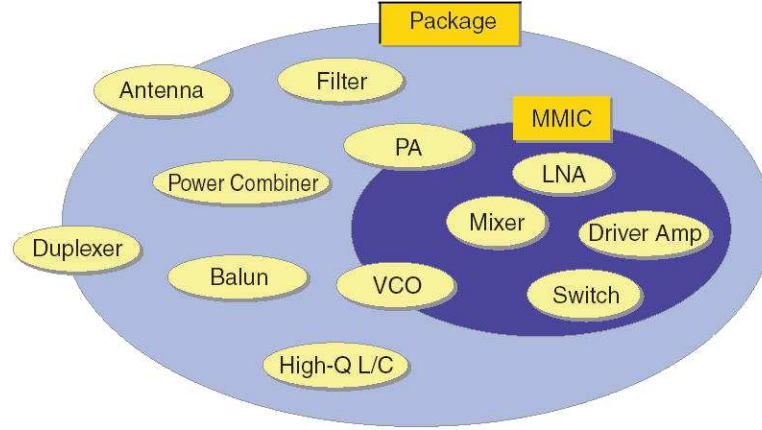 Package
Antenna
Filter
MMIC
PA
LNA
Power Combiner
Mixer
Driver Amp
Duplexer
Balun
VCO
Switch
High-Q L/C